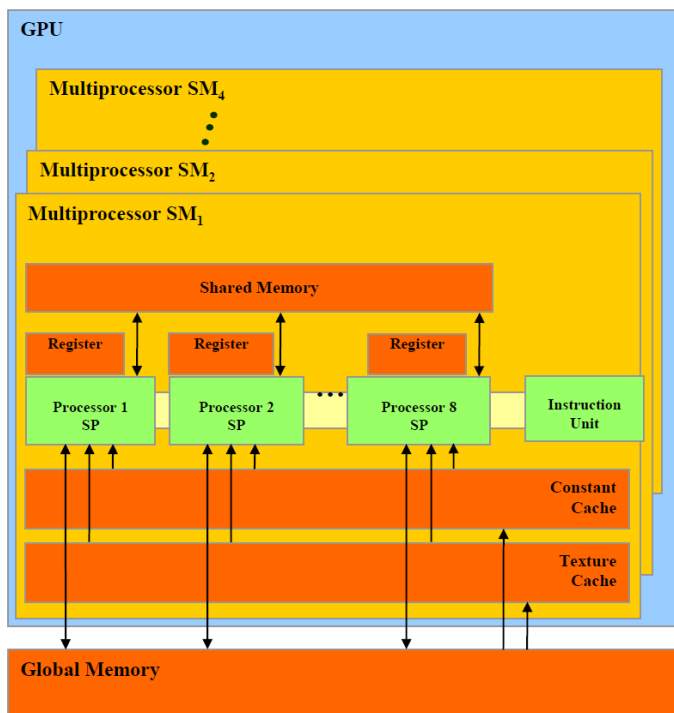 GPU
Multiprocessor SM4
Multiprocessor SM2
Multiprocessor SM1
Shared Memory
Register
Register
Register
Processor 1
SP
Processor 2
SP
Processor 8
SP
Instruction
Unit
Constant
Cache
Texture
Cache
Global Memory